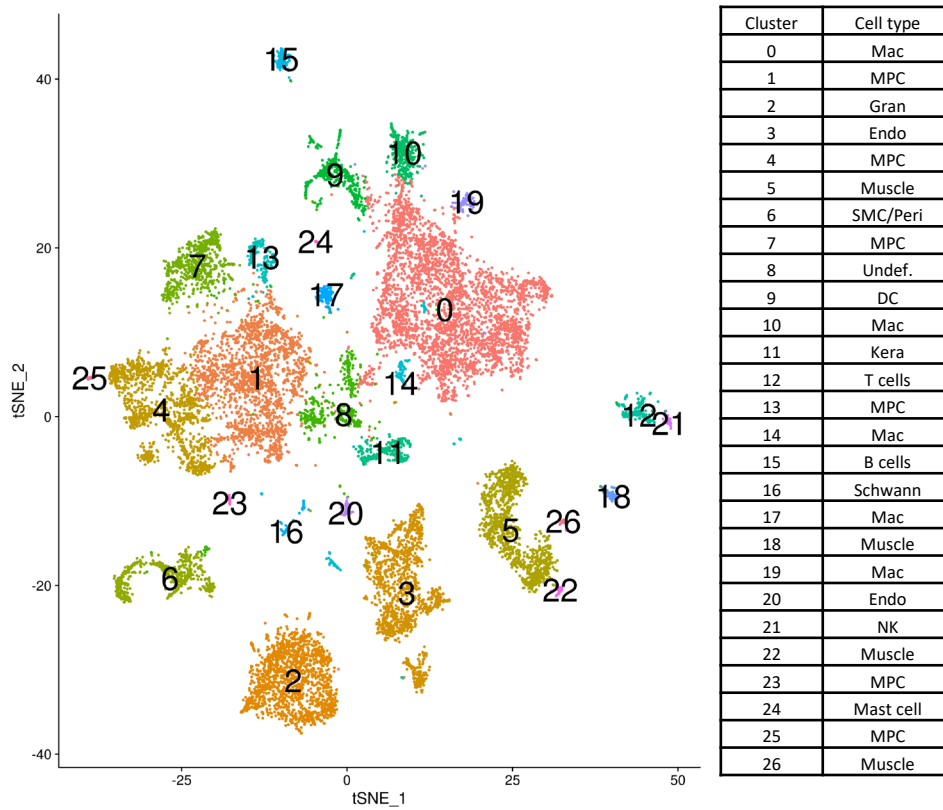 40
20
0
-20
-40
-25
0
25
50
tSNE_2
tSNE_1
15
10
9
19
24
13
7
17
0
25
1
14
4
8
12
21
11
18
23
20
26
5
16
6
22
3
2
Cluster Cell type
0 Mac
1 MPC
2 Gran
3 Endo
4 MPC
5 Muscle
6 SMC/Peri
7 MPC
8 Undef.
9 DC
10 Mac
11 Kera
12 T cells
13 MPC
14 Mac
15 B cells
16 Schwann
17 Mac
18 Muscle
19 Mac
20 Endo
21 NK
22 Muscle
23 MPC
24 Mast cell
25 MPC
26 Muscle